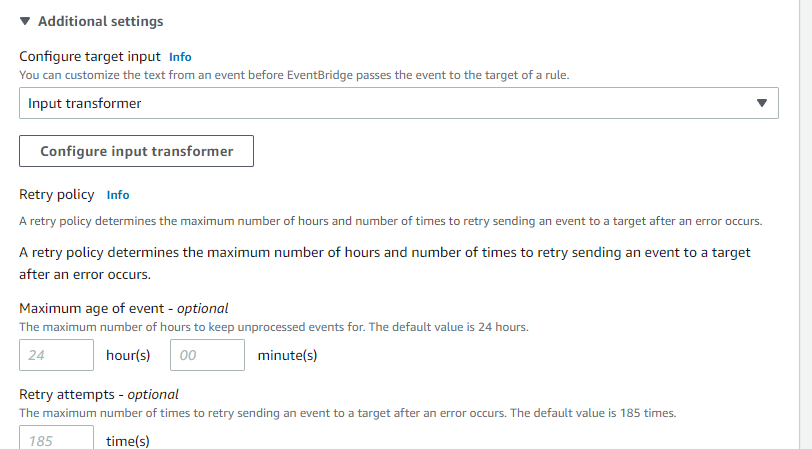 Additional settings
Configure target input Info
You can customize the text from an event before EventBridge passes the event to the target of a rule.
Input transformer
Configure input transformer
Retry policy Info
A retry policy determines the maximum number of hours and number of times to retry sending an event to a target after an error occurs.
A retry policy determines the maximum number of hours and number of times to retry sending an event to a target
after an error occurs.
Maximum age of event - optional
The maximum number of hours to keep unprocessed events for. The default value is 24 hours.
24 hour(s) 00 minute(s)
Retry attempts - optional
The maximum number of times to retry sending an event to a target after an error occurs. The default value is 185 times.
185 time(s)